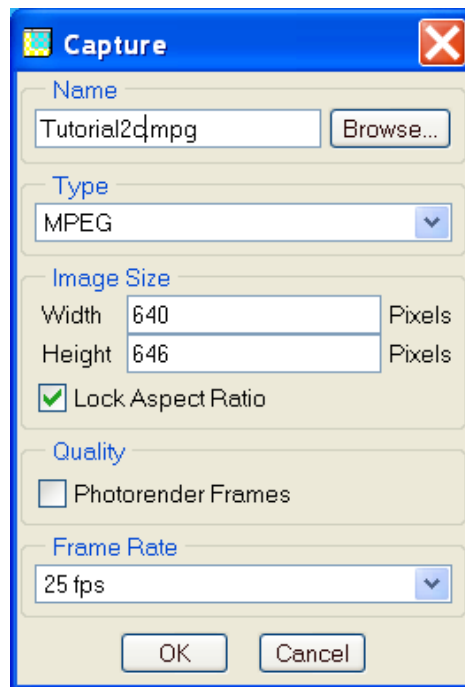 Capture
Name
Tutorial2c.mpg Browse...
Type
MPEG
Image Size
Width 640 Pixels
Height 646 Pixels
Lock Aspect Ratio
Quality
Photorender Frames
Frame Rate
25 fps
OK Cancel